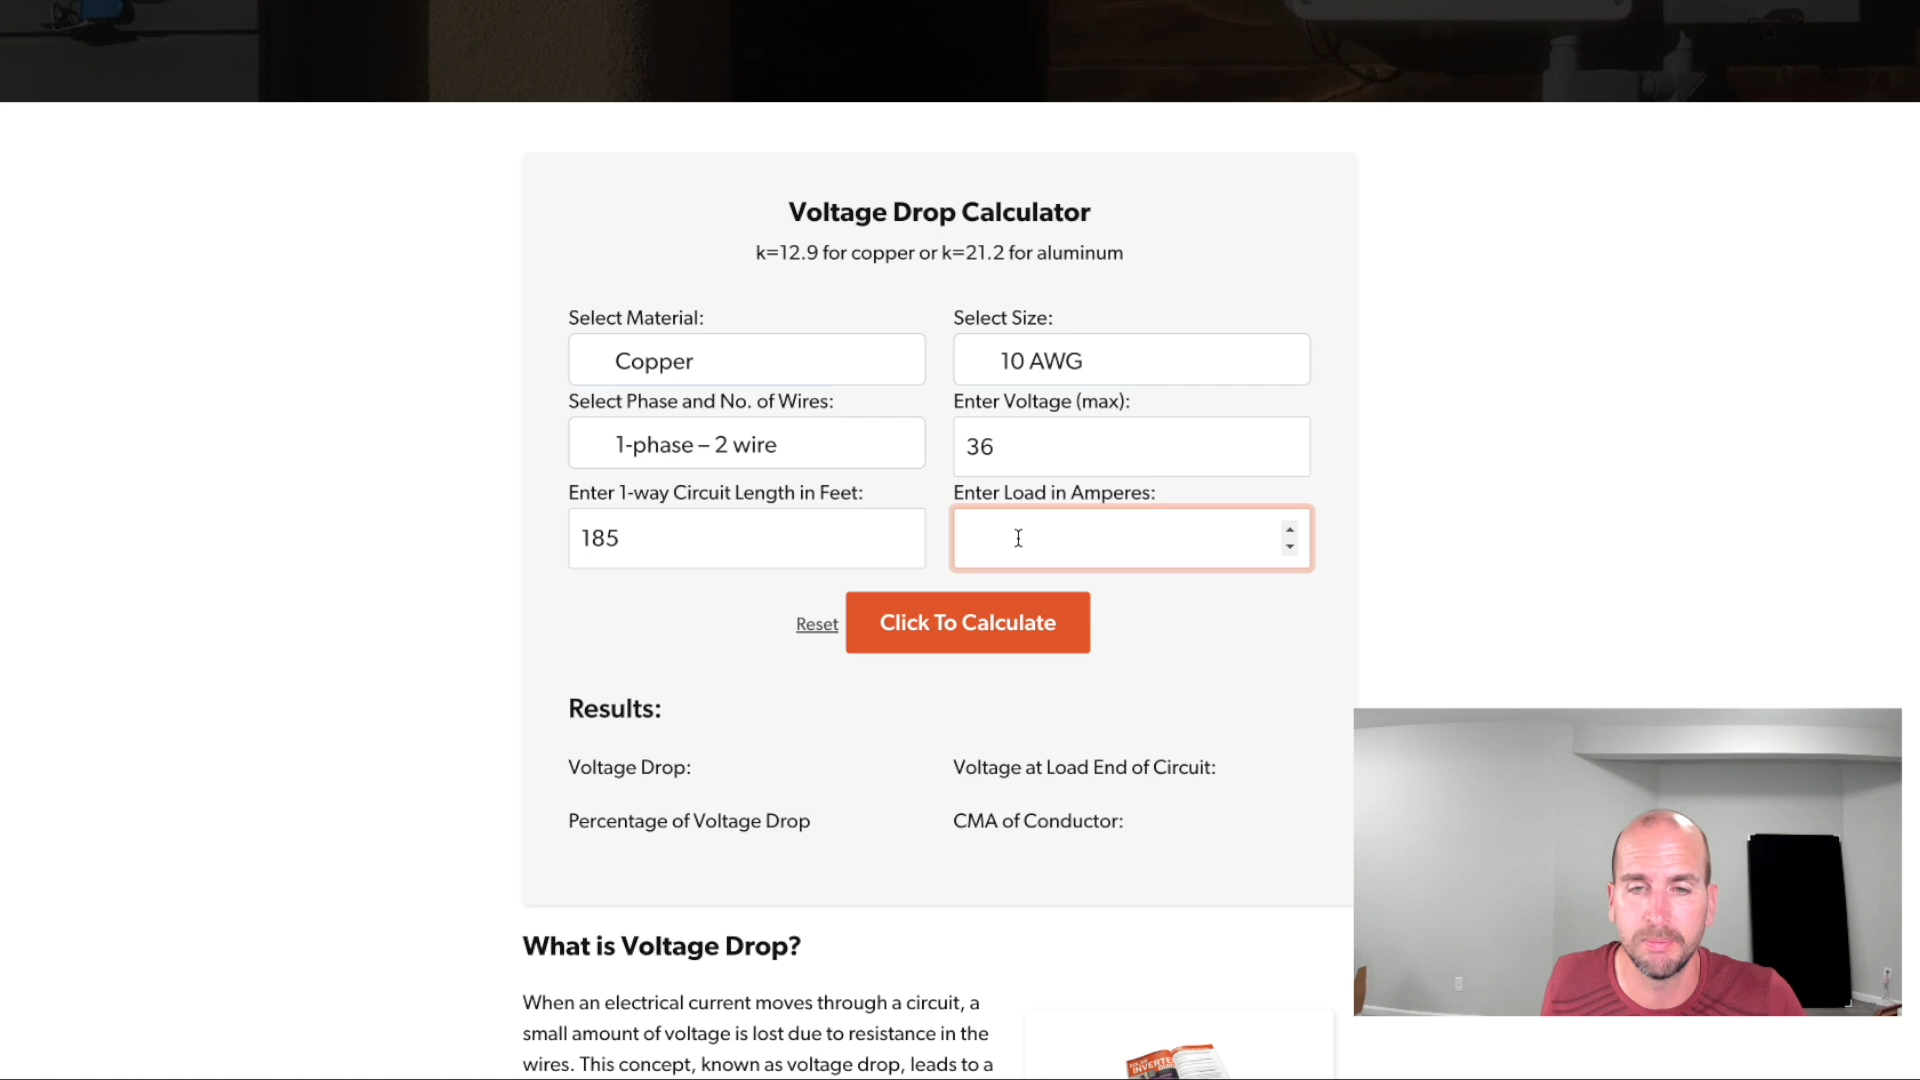 Voltage Drop Calculator
k=12.9 for copper or k=21.2 for aluminum
Select Material:
Select Size:
Copper
10 AWG
Select Phase and No. of Wires:
Enter Voltage (max):
1-phase – 2 wire
36
Enter 1-way Circuit Length in Feet:
Enter Load in Amperes:
185
Reset
Click To Calculate
Results:
Voltage Drop:
Voltage at Load End of Circuit:
Percentage of Voltage Drop
CMA of Conductor:
What is Voltage Drop?
When an electrical current moves through a circuit, a
small amount of voltage is lost due to resistance in the
wires. This concept, known as voltage drop, leads to a
INVERTER